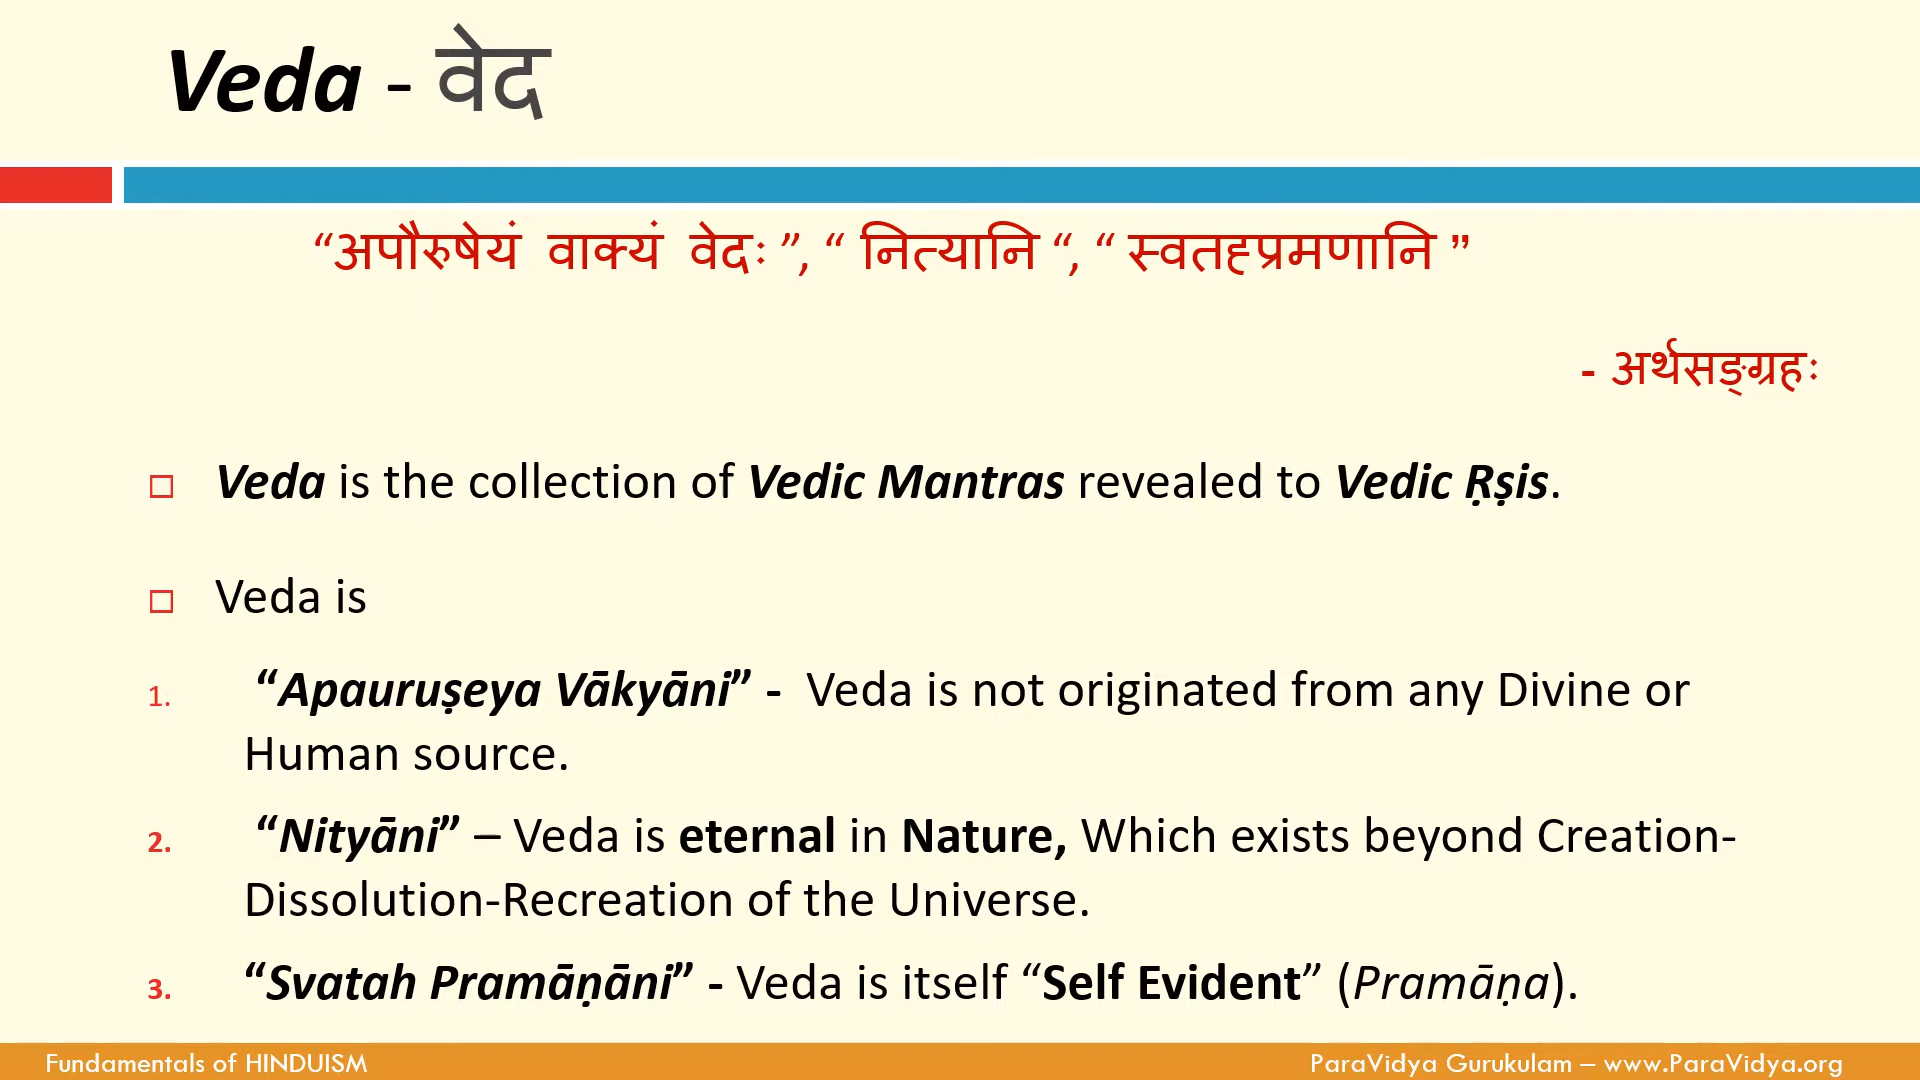 Veda - वेद
“अपौरुषेयं वाक्यं वेदः ”, “ नित्यानि “, “ स्वतह्प्रमणानि ”
- अर्थसङ्ग्रहः
Veda is the collection of Vedic Mantras revealed to Vedic Ṛṣis.
Veda is
1. “Apauruṣeya Vākyāni” - Veda is not originated from any Divine or
Human source.
2. “Nityāni” – Veda is eternal in Nature, Which exists beyond Creation-
Dissolution-Recreation of the Universe.
3. “Svatah Pramāṇāni” - Veda is itself “Self Evident” (Pramāṇa).
Fundamentals of HINDUISM
ParaVidya Gurukulam – www.ParaVidya.org